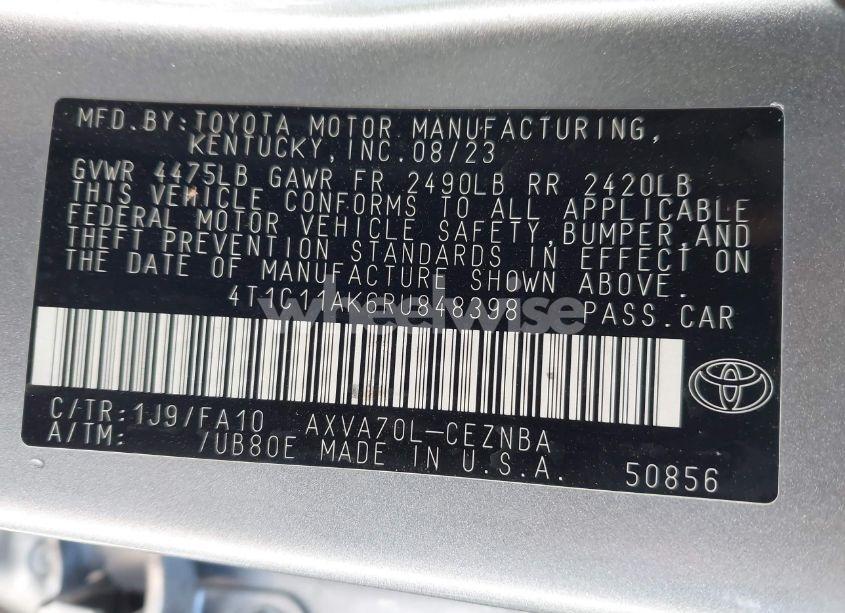 MFD.BY:TOYOTA MOTOR MANUFACTURING,
KENTUCKY,INC.08/23
GVWR 4475LB GAWR FR 2490LB RR 2420LB
THIS VEHICLE CONFORMS TO ALL APPLICABLE
FEDERAL MOTOR VEHICLE SAFETY,BUMPER,AND
THEFT PREVENTION STANDARDS IN EFFECT ON
THE DATE OF MANUFACTURE SHOWN ABOVE.
4T1C11AK6RU848398 PASS.CAR
wheelwise
C/TR:1J9/FA10 AXVA70L-CEZNBA
A/TM: /UB80E MADE IN U.S.A. 50856